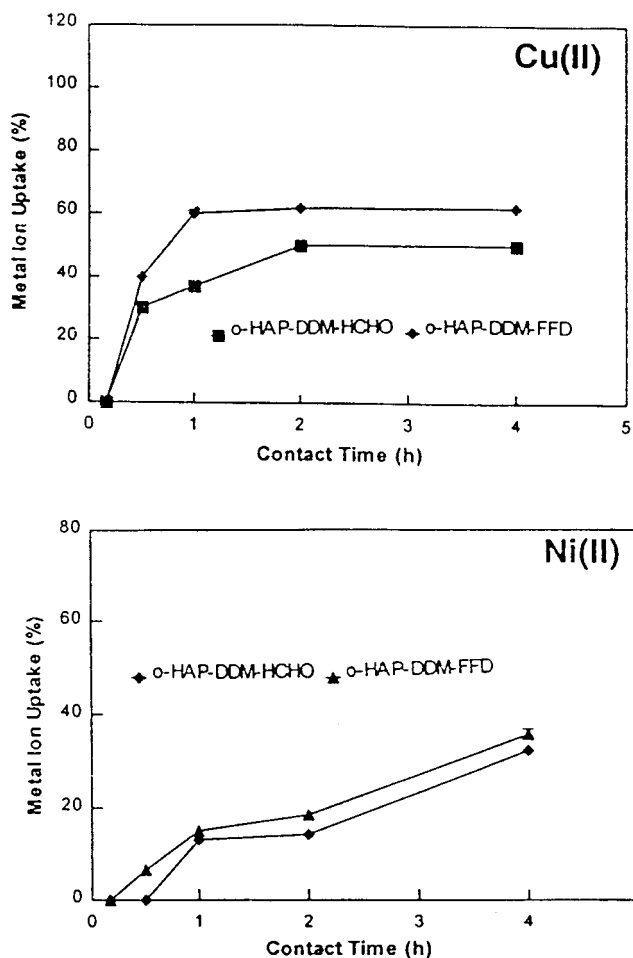 120
Cu(II)
100
80
60
40
20
0
Metal Ion Uptake (%)
o-HAP-DDM-HCHO o-HAP-DDM-FFD
0 1 2 3 4 5
Contact Time (h)
80
Ni(II)
60
40
20
0
Metal Ion Uptake (%)
o-HAP-DDM-HCHO o-HAP-DDM-FFD
0 1 2 3 4
Contact Time (h)